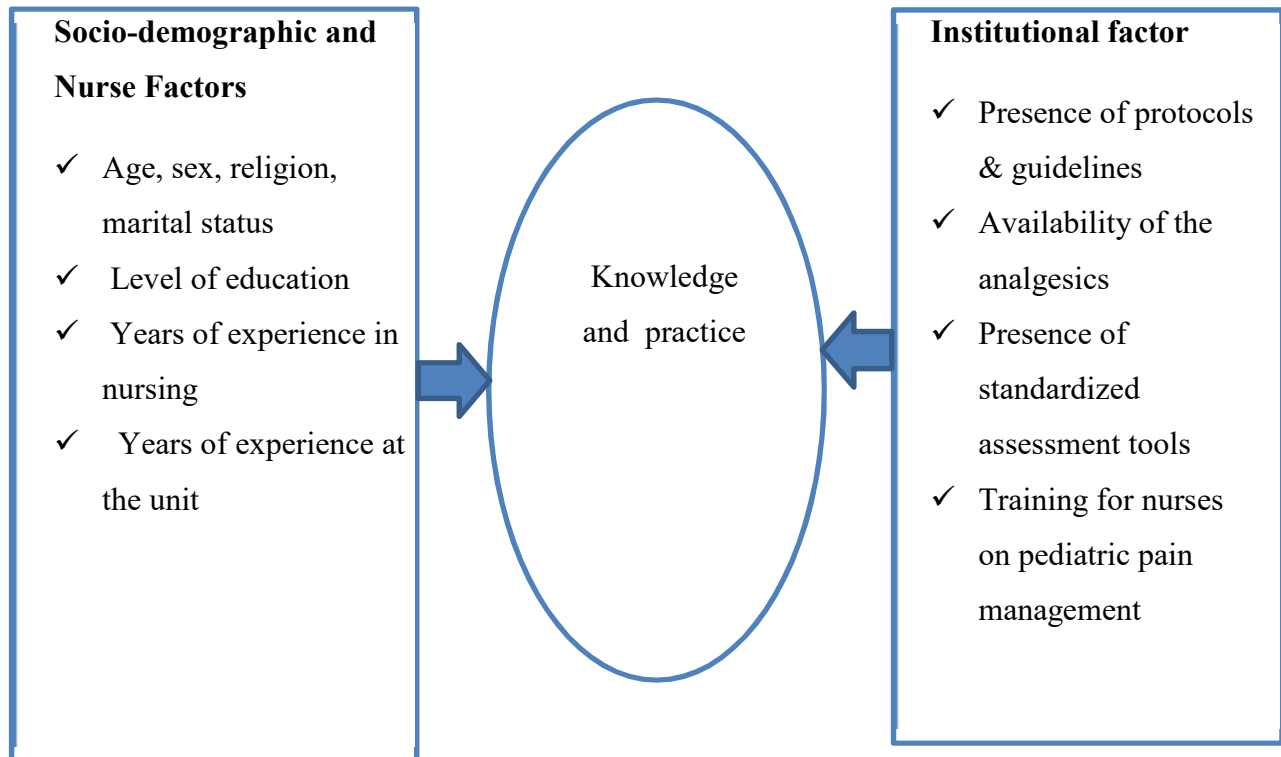 Socio-demographic and
Nurse Factors
✓ Age, sex, religion,
marital status
✓ Level of education
✓ Years of experience in
nursing
✓ Years of experience at
the unit
Knowledge
and practice
Institutional factor
✓ Presence of protocols
& guidelines
✓ Availability of the
analgesics
✓ Presence of
standardized
assessment tools
✓ Training for nurses
on pediatric pain
management